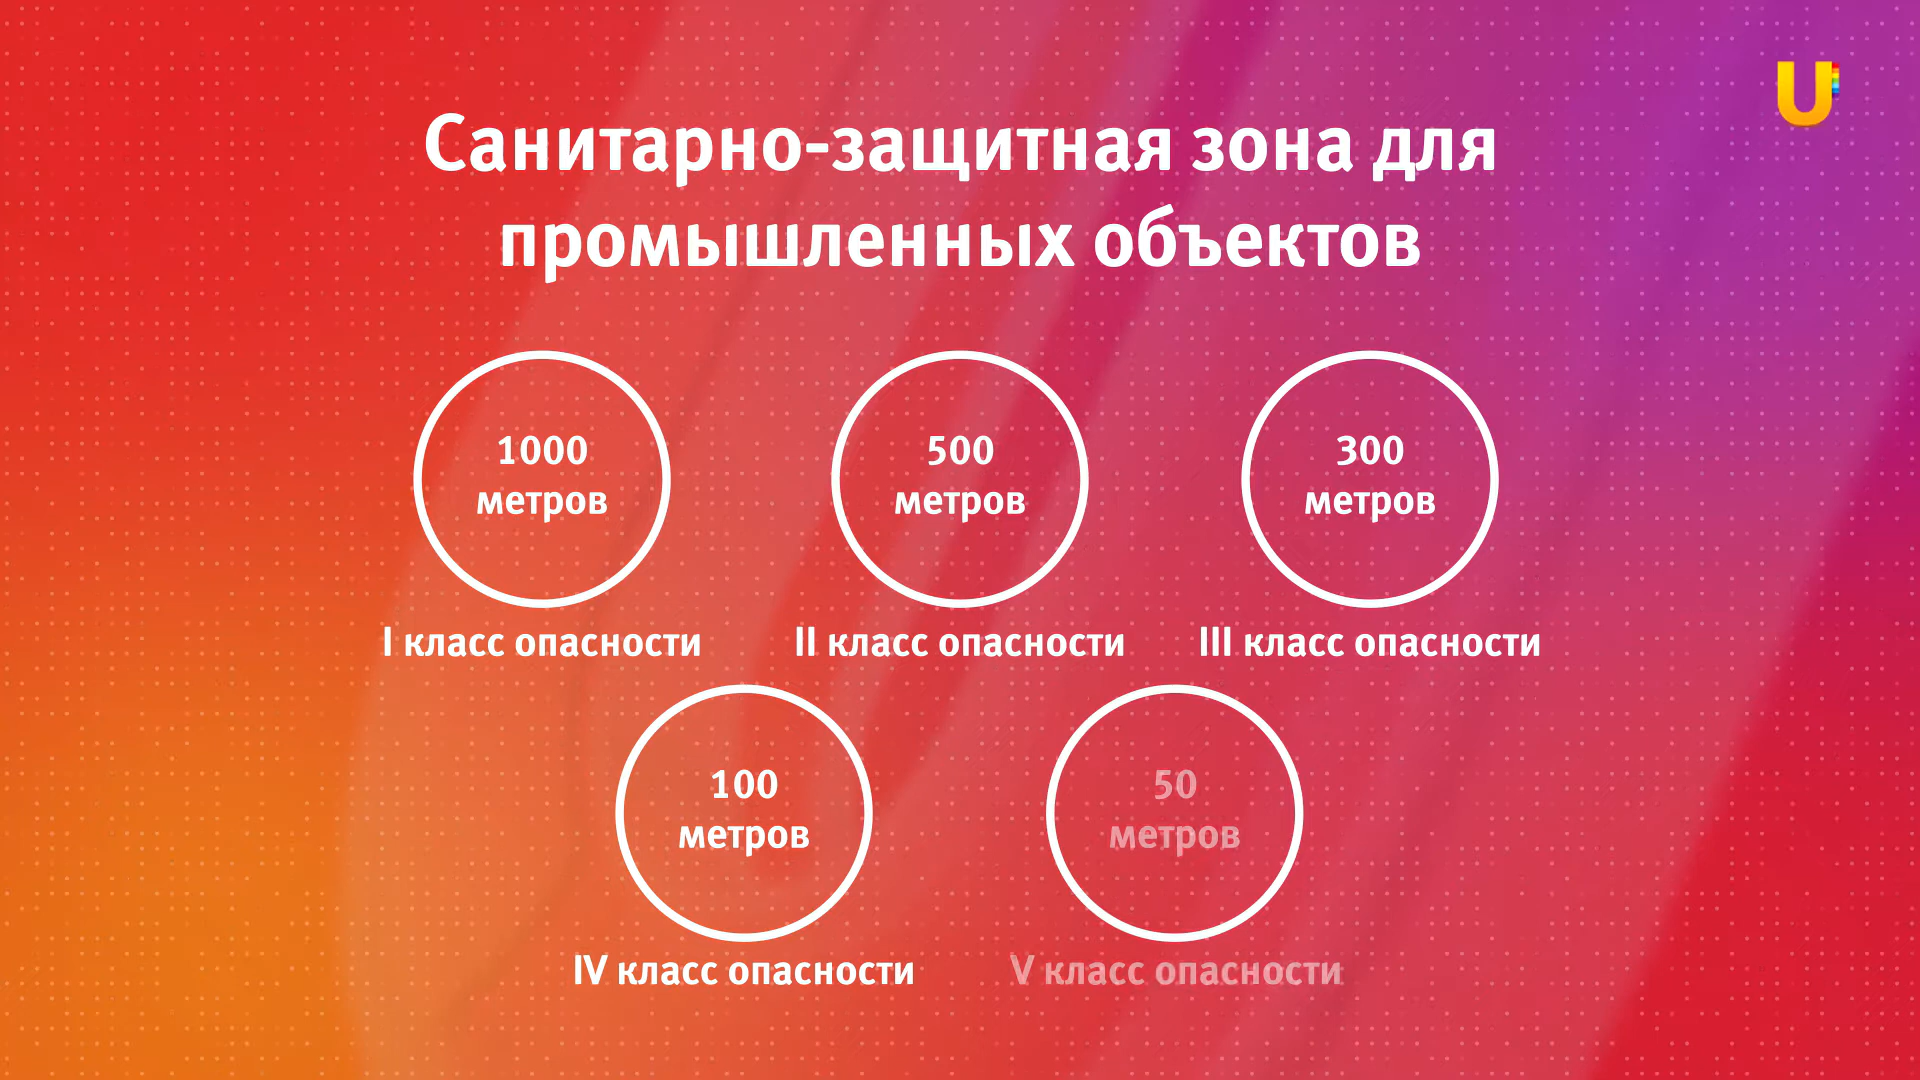 U
Санитарно-защитная зона для
промышленных объектов
1000
метров
I класс опасности
500
метров
II класс опасности
300
метров
III класс опасности
100
метров
IV класс опасности
50
метров
V класс опасности